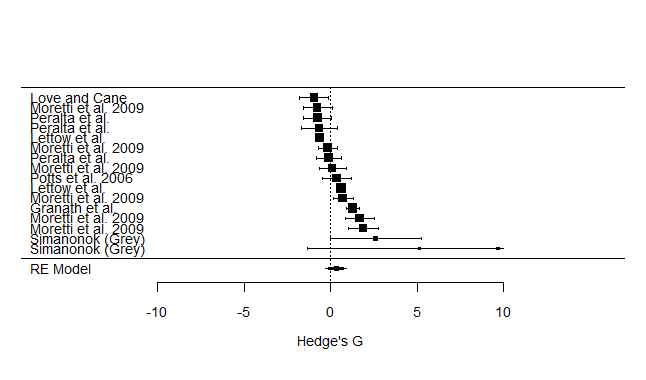 Love and Cane
Moretti et al. 2009
Peralta et al.
Peralta et al.
Lettow et al.
Moretti et al. 2009
Peralta et al.
Moretti et al. 2009
Potts et al. 2006
Lettow et al.
Moretti et al. 2009
Granath et al.
Moretti et al. 2009
Moretti et al. 2009
Simanonok (Grey)
Simanonok (Grey)
RE Model
-10 -5 0 5 10
Hedge's G